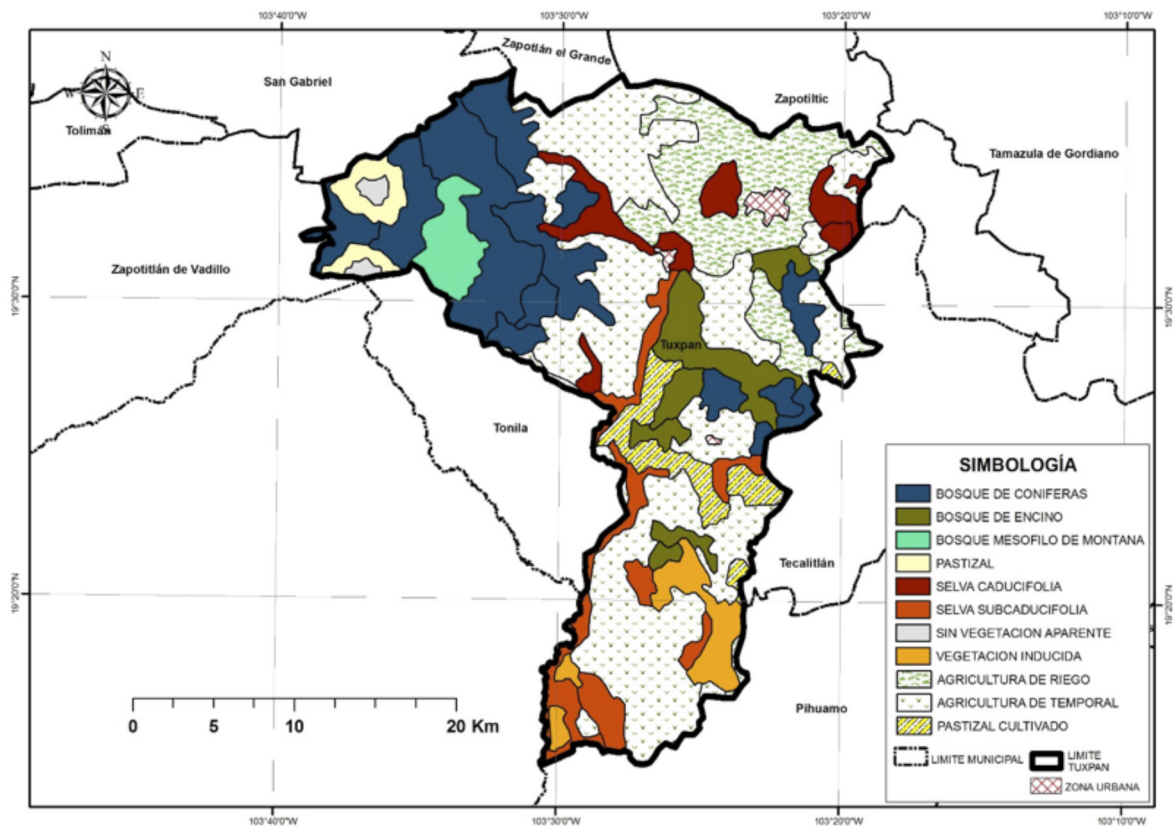 103°40'0"W 103°30'0"W 103°20'0"W 103°10'0"W
Zapotlán el Grande
N
W E
S
San Gabriel
Zapotiltic
Toliman
Tamazula de Gordiano
Zapotitlán de Vadillo
19°30'0"N 19°30'0"N
Tuxpan
Tonila
Tecalitlán
19°20'0"N 19°20'0"N
Pihuamo
0 5 10 20 Km
SIMBOLOGÍA
BOSQUE DE CONIFERAS
BOSQUE DE ENCINO
BOSQUE MESOFILO DE MONTANA
PASTIZAL
SELVA CADUCIFOLIA
SELVA SUBCADUCIFOLIA
SIN VEGETACION APARENTE
VEGETACION INDUCIDA
AGRICULTURA DE RIEGO
AGRICULTURA DE TEMPORAL
PASTIZAL CULTIVADO
LIMITE MUNICIPAL
LIMITE
TUXPAN
ZONA URBANA
103°40'0"W 103°30'0"W 103°20'0"W 103°10'0"W